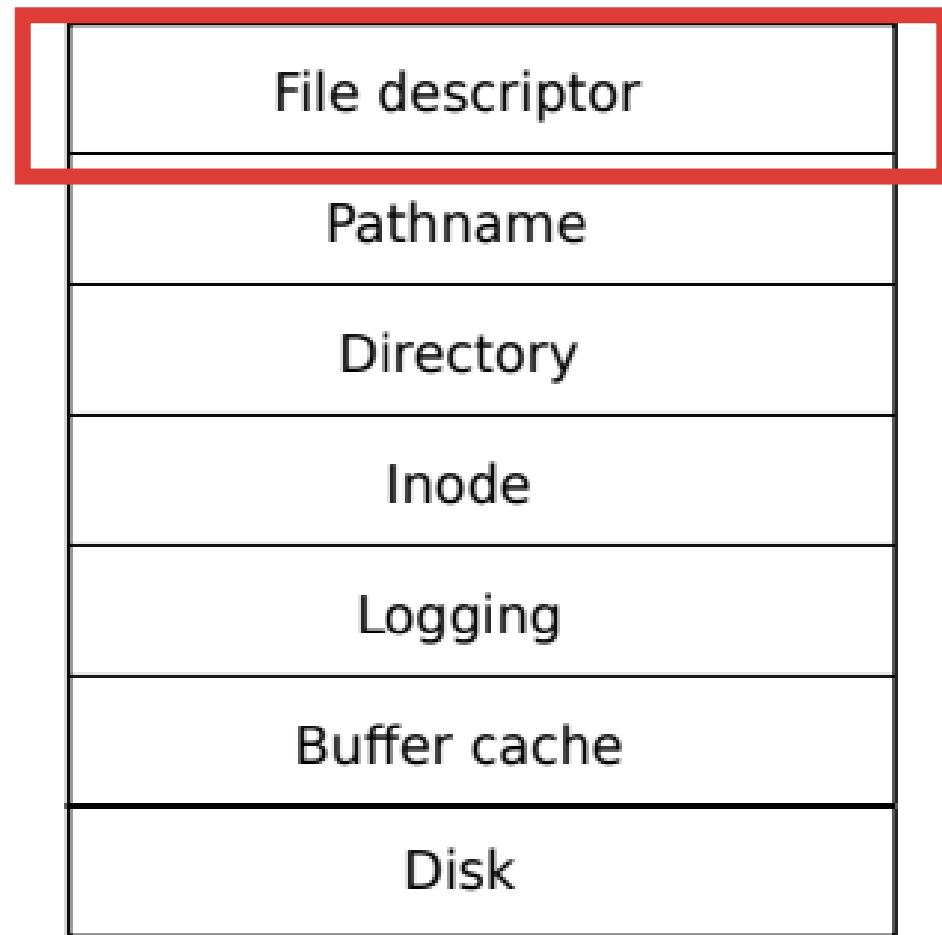 File descriptor
Pathname
Directory
Inode
Logging
Buffer cache
Disk